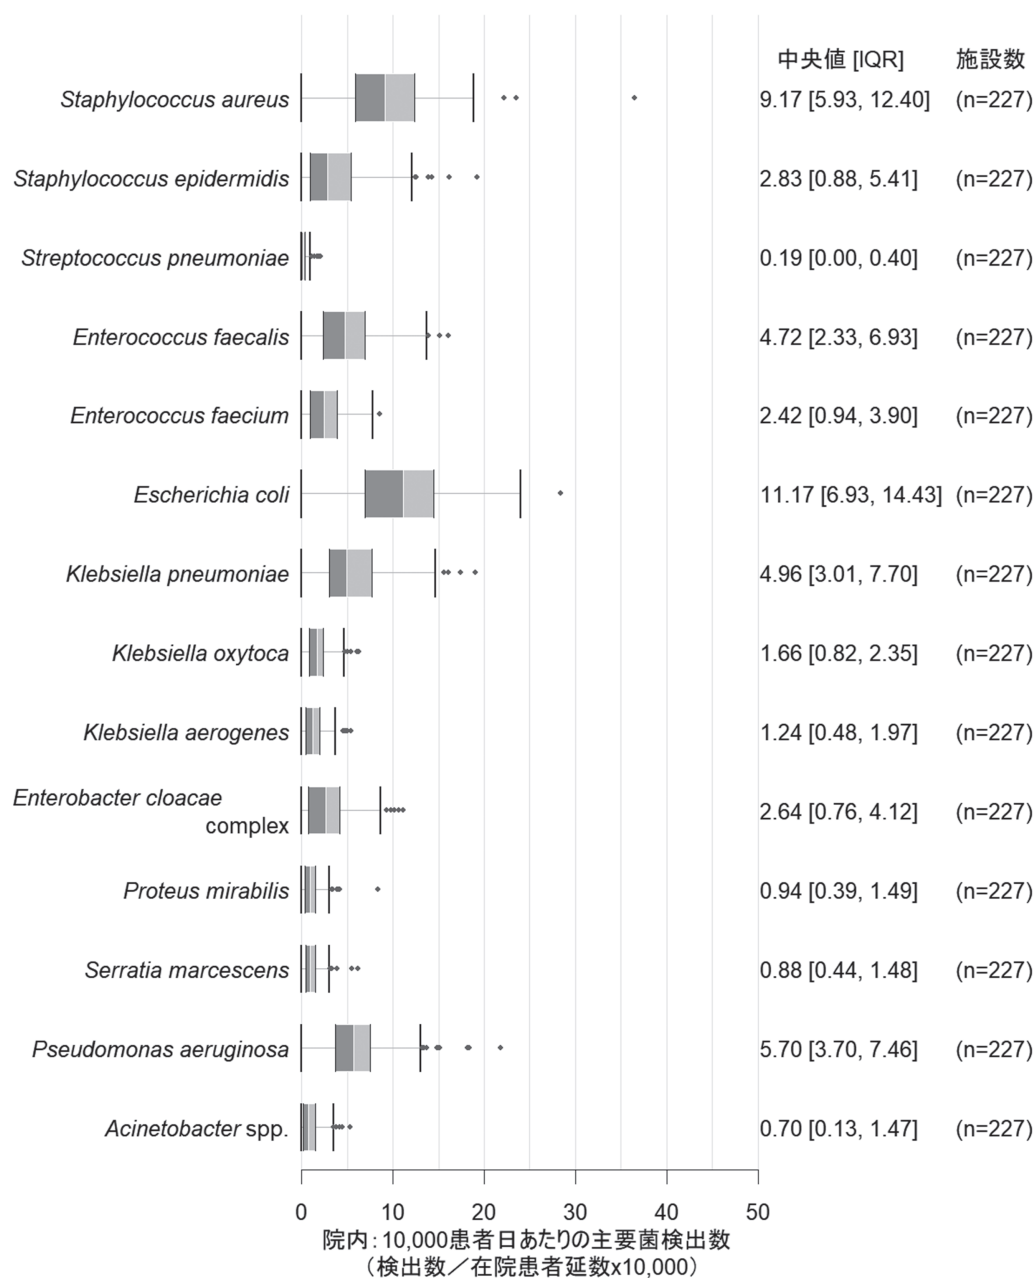 中央値 [IQR] 施設数
Staphylococcus aureus 9.17 [5.93, 12.40] (n=227)
Staphylococcus epidermidis 2.83 [0.88, 5.41] (n=227)
Streptococcus pneumoniae 0.19 [0.00, 0.40] (n=227)
Enterococcus faecalis 4.72 [2.33, 6.93] (n=227)
Enterococcus faecium 2.42 [0.94, 3.90] (n=227)
Escherichia coli 11.17 [6.93, 14.43] (n=227)
Klebsiella pneumoniae 4.96 [3.01, 7.70] (n=227)
Klebsiella oxytoca 1.66 [0.82, 2.35] (n=227)
Klebsiella aerogenes 1.24 [0.48, 1.97] (n=227)
Enterobacter cloacae
complex 2.64 [0.76, 4.12] (n=227)
Proteus mirabilis 0.94 [0.39, 1.49] (n=227)
Serratia marcescens 0.88 [0.44, 1.48] (n=227)
Pseudomonas aeruginosa 5.70 [3.70, 7.46] (n=227)
Acinetobacter spp. 0.70 [0.13, 1.47] (n=227)
0 10 20 30 40 50
院内：10,000患者日あたりの主要菌検出数
（検出数／在院患者延数x10,000）